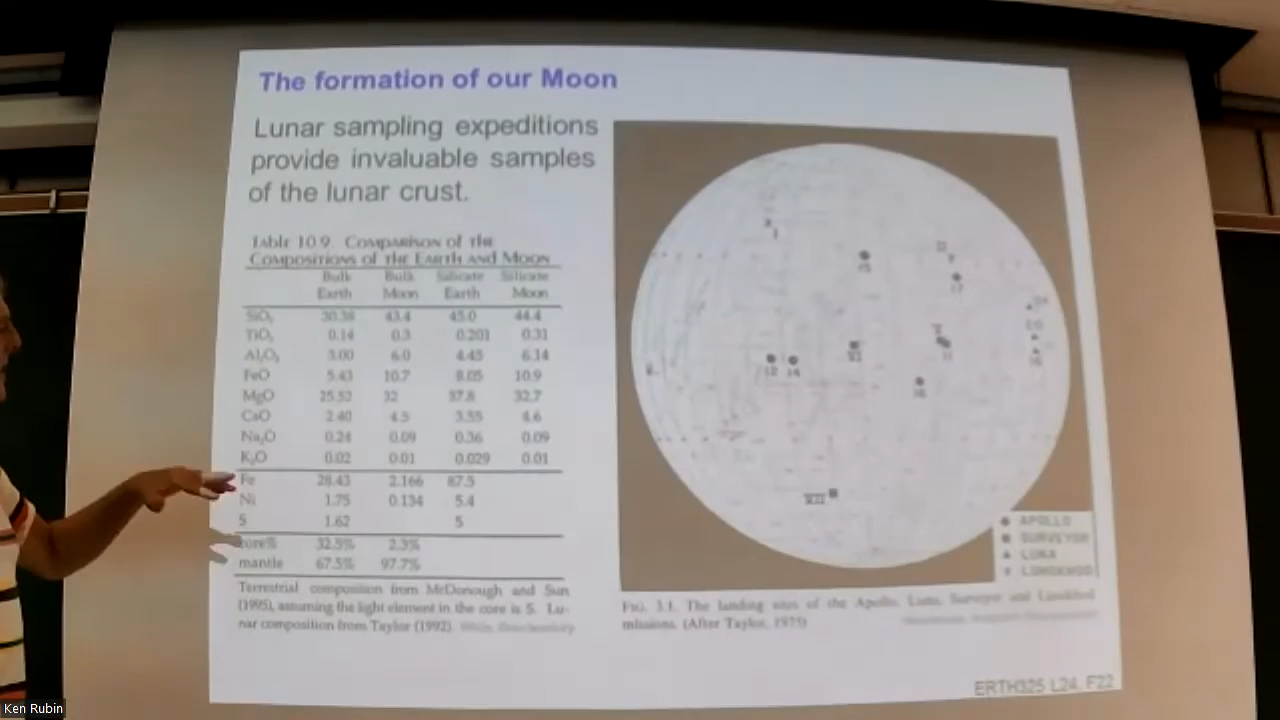 The formation of our Moon
Lunar sampling expeditions
provide invaluable samples
of the lunar crust.
Table 10.9. Comparison of the
Compositions of the Earth and Moon
Bulk Bulk Silicate Silicate
Earth Moon Earth Moon
SiO₂ 43.4 45.0 44.4
TiO₂ 0.14 0.3 0.201 0.31
Al₂O₃ 3.00 6.0 4.45 6.14
FeO 5.43 10.7 8.05 10.9
MgO 25.52 32 37.8 32.7
CaO 2.40 4.5 3.55 4.6
Na₂O 0.24 0.09 0.36 0.09
K₂O 0.02 0.01 0.029 0.01
Fe 28.43 2.166 87.5
Ni 1.75 0.134 5.4
S 1.62 5
core% 32.5% 2.3%
mantle 67.5% 97.7%
Terrestrial composition from McDonough and Sun
(1995), assuming the light element in the core is S. Lu-
nar composition from Taylor (1992).
15
17
12 14
11
16
VII
APOLLO
SURVEYOR
LUNA
LUNOKHOD
FIG. 3.1. The landing sites of the Apollo, Luna, Surveyor and Lunokhod
missions. (After Taylor, 1975)
ERTH325 L24, F22
Ken Rubin